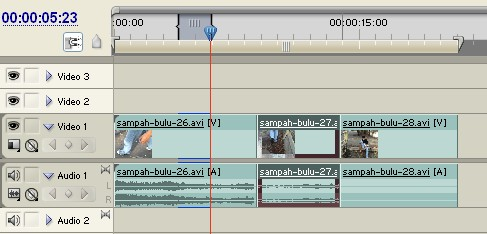 00:00:05:23
:00:00
00:00:15:00
Video 3
Video 2
Video 1
sampah-bulu-26.avi [V]
sampah-bulu-27.a
sampah-bulu-28.avi [V]
Audio 1
L
R
sampah-bulu-26.avi [A]
sampah-bulu-27.a
sampah-bulu-28.avi [A]
Audio 2